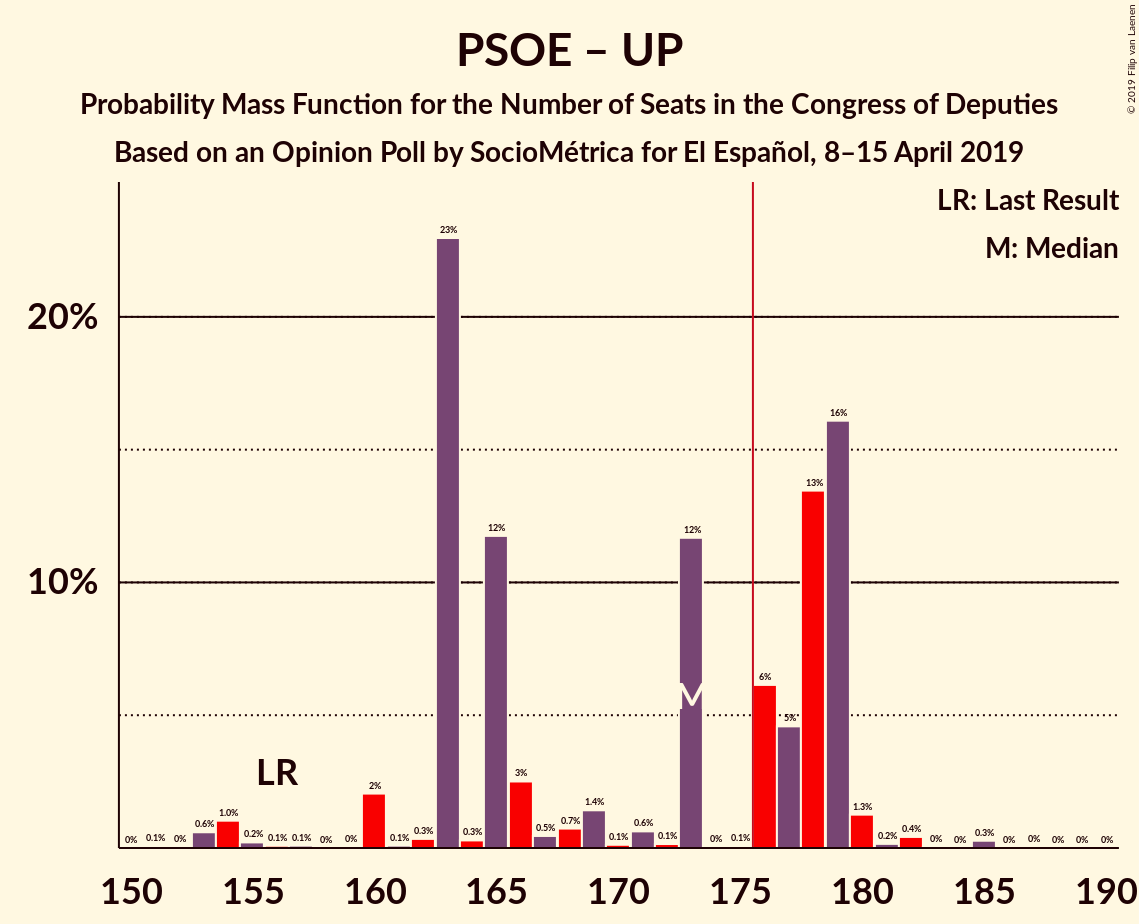 PSOE – UP
Probability Mass Function for the Number of Seats in the Congress of Deputies
Based on an Opinion Poll by SocioMétrica for El Español, 8–15 April 2019
© 2019 Filip van Laenen
LR: Last Result
M: Median
20%
10%
0% 0.1% 0% 0.6% 1.0% 0.2% 0.1% 0.1% 0% 0% 2% 0.1% 0.3% 23% 0.3% 12% 3% 0.5% 0.7% 1.4% 0.1% 0.6% 0.1% 12% 0% 0.1% 6% 5% 13% 16% 1.3% 0.2% 0.4% 0% 0% 0.3% 0% 0% 0% 0% 0%
LR
M
150 155 160 165 170 175 180 185 190